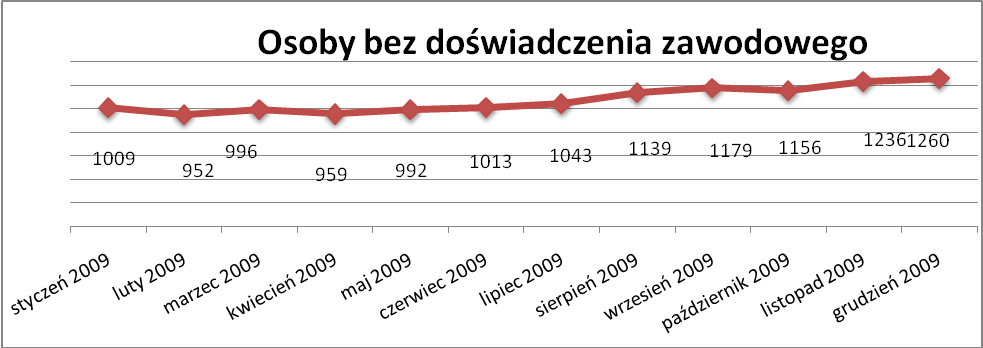 Osoby bez doświadczenia zawodowego
1009
952
996
959
992
1013
1043
1139
1179
1156
1236
1260
styczeń 2009
luty 2009
marzec 2009
kwiecień 2009
maj 2009
czerwiec 2009
lipiec 2009
sierpień 2009
wrzesień 2009
październik 2009
listopad 2009
grudzień 2009